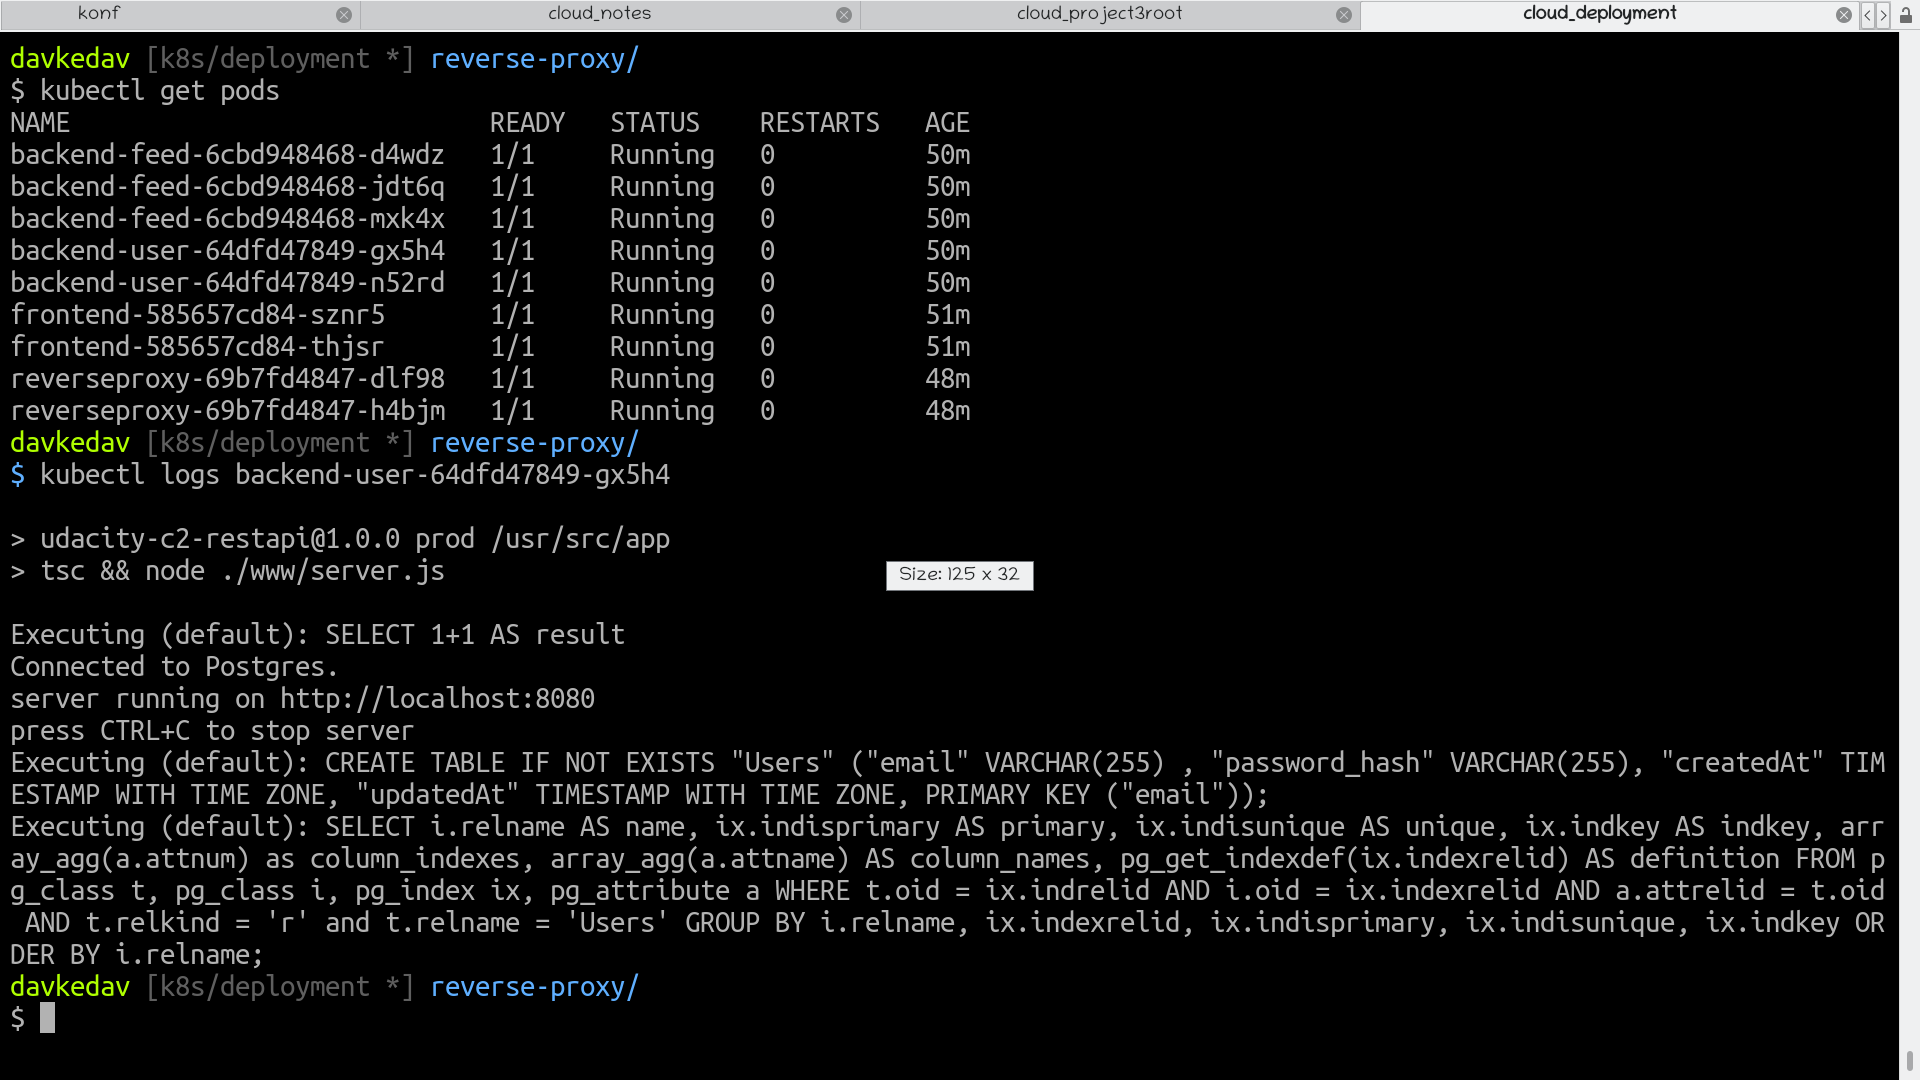 konf cloud_notes cloud_project3root cloud_deployment
davkedav [k8s/deployment *] reverse-proxy/
$ kubectl get pods
NAME READY STATUS RESTARTS AGE
backend-feed-6cbd948468-d4wdz 1/1 Running 0 50m
backend-feed-6cbd948468-jdt6q 1/1 Running 0 50m
backend-feed-6cbd948468-mxk4x 1/1 Running 0 50m
backend-user-64dfd47849-gx5h4 1/1 Running 0 50m
backend-user-64dfd47849-n52rd 1/1 Running 0 50m
frontend-585657cd84-sznr5 1/1 Running 0 51m
frontend-585657cd84-thjsr 1/1 Running 0 51m
reverseproxy-69b7fd4847-dlf98 1/1 Running 0 48m
reverseproxy-69b7fd4847-h4bjm 1/1 Running 0 48m
davkedav [k8s/deployment *] reverse-proxy/
$ kubectl logs backend-user-64dfd47849-gx5h4
> udacity-c2-restapi@1.0.0 prod /usr/src/app
> tsc && node ./www/server.js
Size: 125 x 32
Executing (default): SELECT 1+1 AS result
Connected to Postgres.
server running on http://localhost:8080
press CTRL+C to stop server
Executing (default): CREATE TABLE IF NOT EXISTS "Users" ("email" VARCHAR(255) , "password_hash" VARCHAR(255), "createdAt" TIM
ESTAMP WITH TIME ZONE, "updatedAt" TIMESTAMP WITH TIME ZONE, PRIMARY KEY ("email"));
Executing (default): SELECT i.relname AS name, ix.indisprimary AS primary, ix.indisunique AS unique, ix.indkey AS indkey, arr
ay_agg(a.attnum) as column_indexes, array_agg(a.attname) AS column_names, pg_get_indexdef(ix.indexrelid) AS definition FROM p
g_class t, pg_class i, pg_index ix, pg_attribute a WHERE t.oid = ix.indrelid AND i.oid = ix.indexrelid AND a.attrelid = t.oid
 AND t.relkind = 'r' and t.relname = 'Users' GROUP BY i.relname, ix.indexrelid, ix.indisprimary, ix.indisunique, ix.indkey OR
DER BY i.relname;
davkedav [k8s/deployment *] reverse-proxy/
$